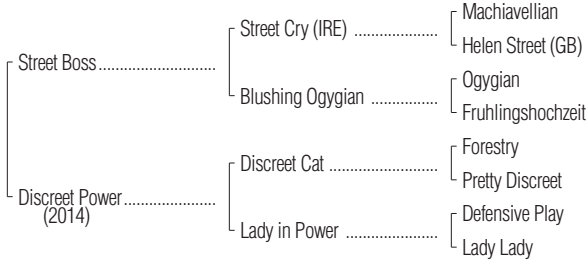 Machiavellian
Street Cry (IRE) ....................
Helen Street (GB)
Street Boss...........................
Ogygian
Blushing Ogygian ................
Fruhlingshochzeit
Forestry
Discreet Cat .........................
Pretty Discreet
Discreet Power.....................
(2014)
Defensive Play
Lady in Power .....................
Lady Lady